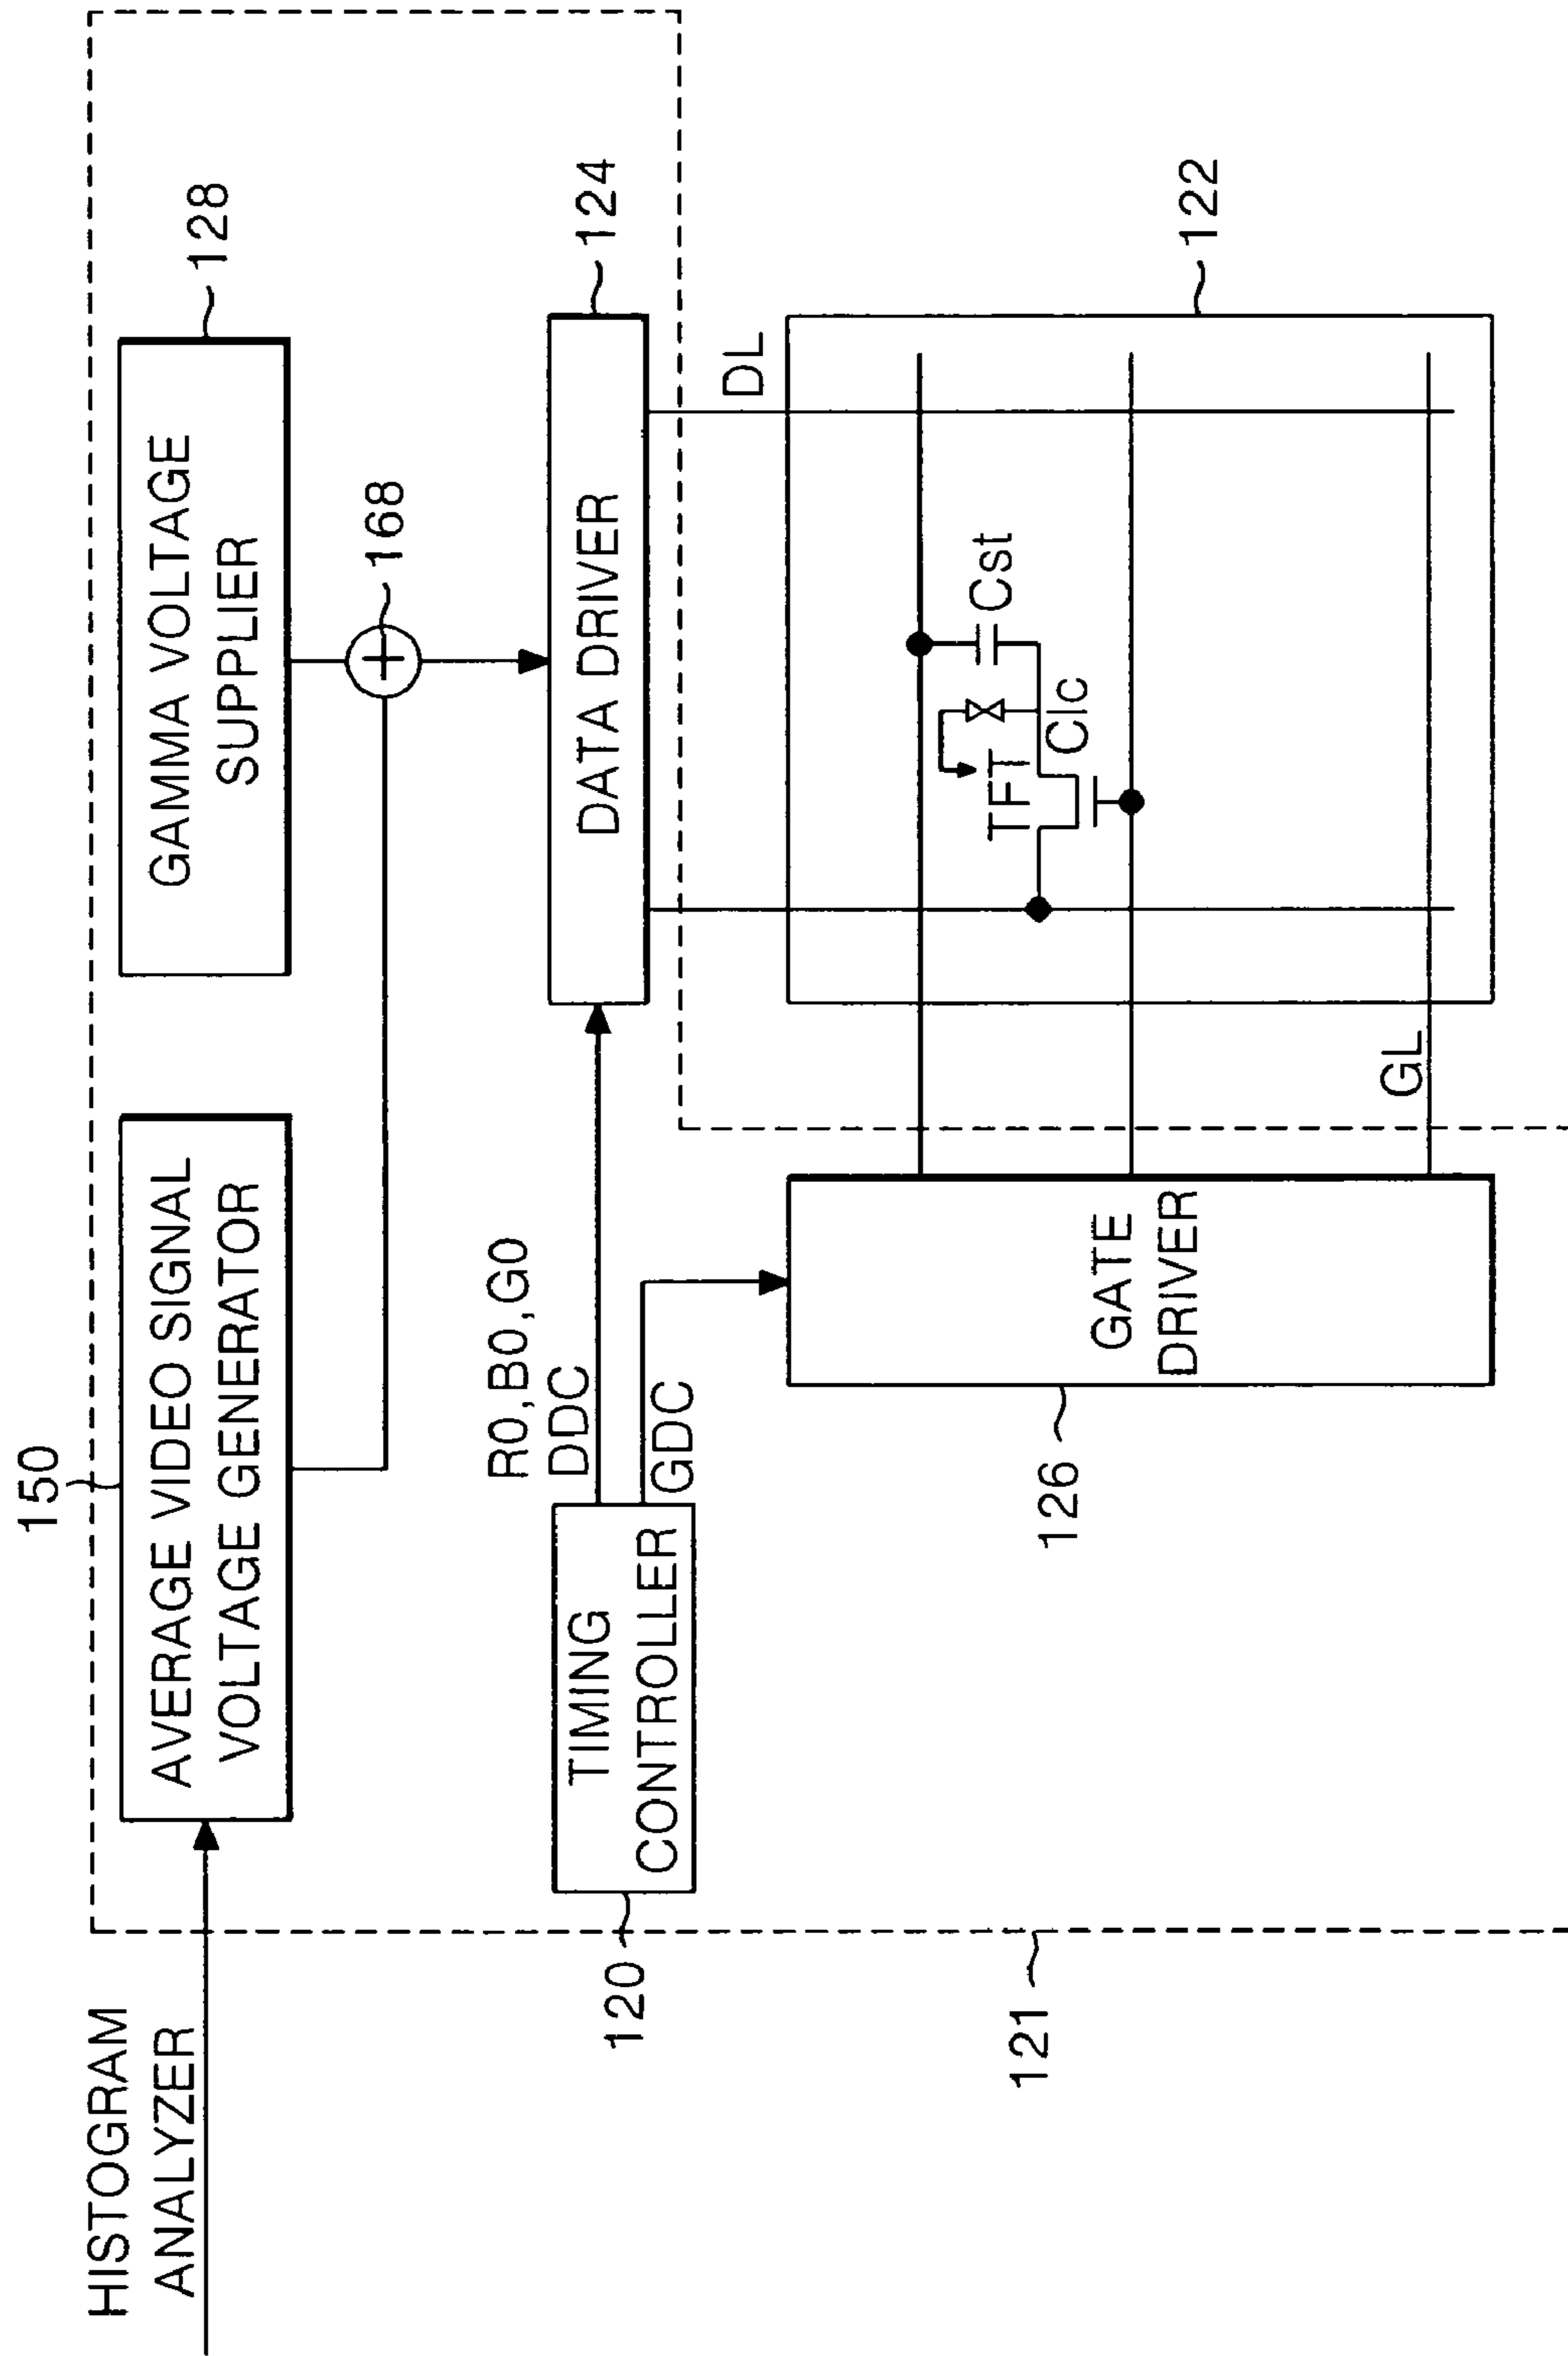 150
AVERAGE VIDEO SIGNAL
VOLTAGE GENERATOR
GAMMA VOLTAGE
SUPPLIER
128
HISTOGRAM
ANALYZER
168
R0,B0,G0
DDC
GDC
TIMING
CONTROLLER
120
DATA DRIVER
124
DL
GATE
DRIVER
126
GL
TFT
Clc
Cst
122
121